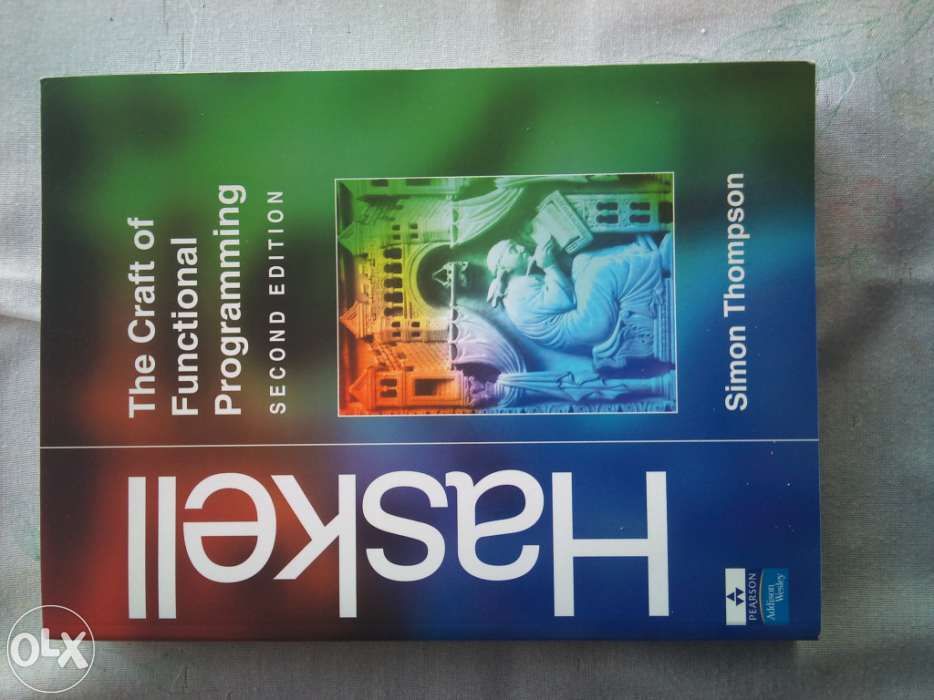 Haskell
The Craft of
Functional
Programming
SECOND EDITION
Simon Thompson
PEARSON
Addison
Wesley
OLX